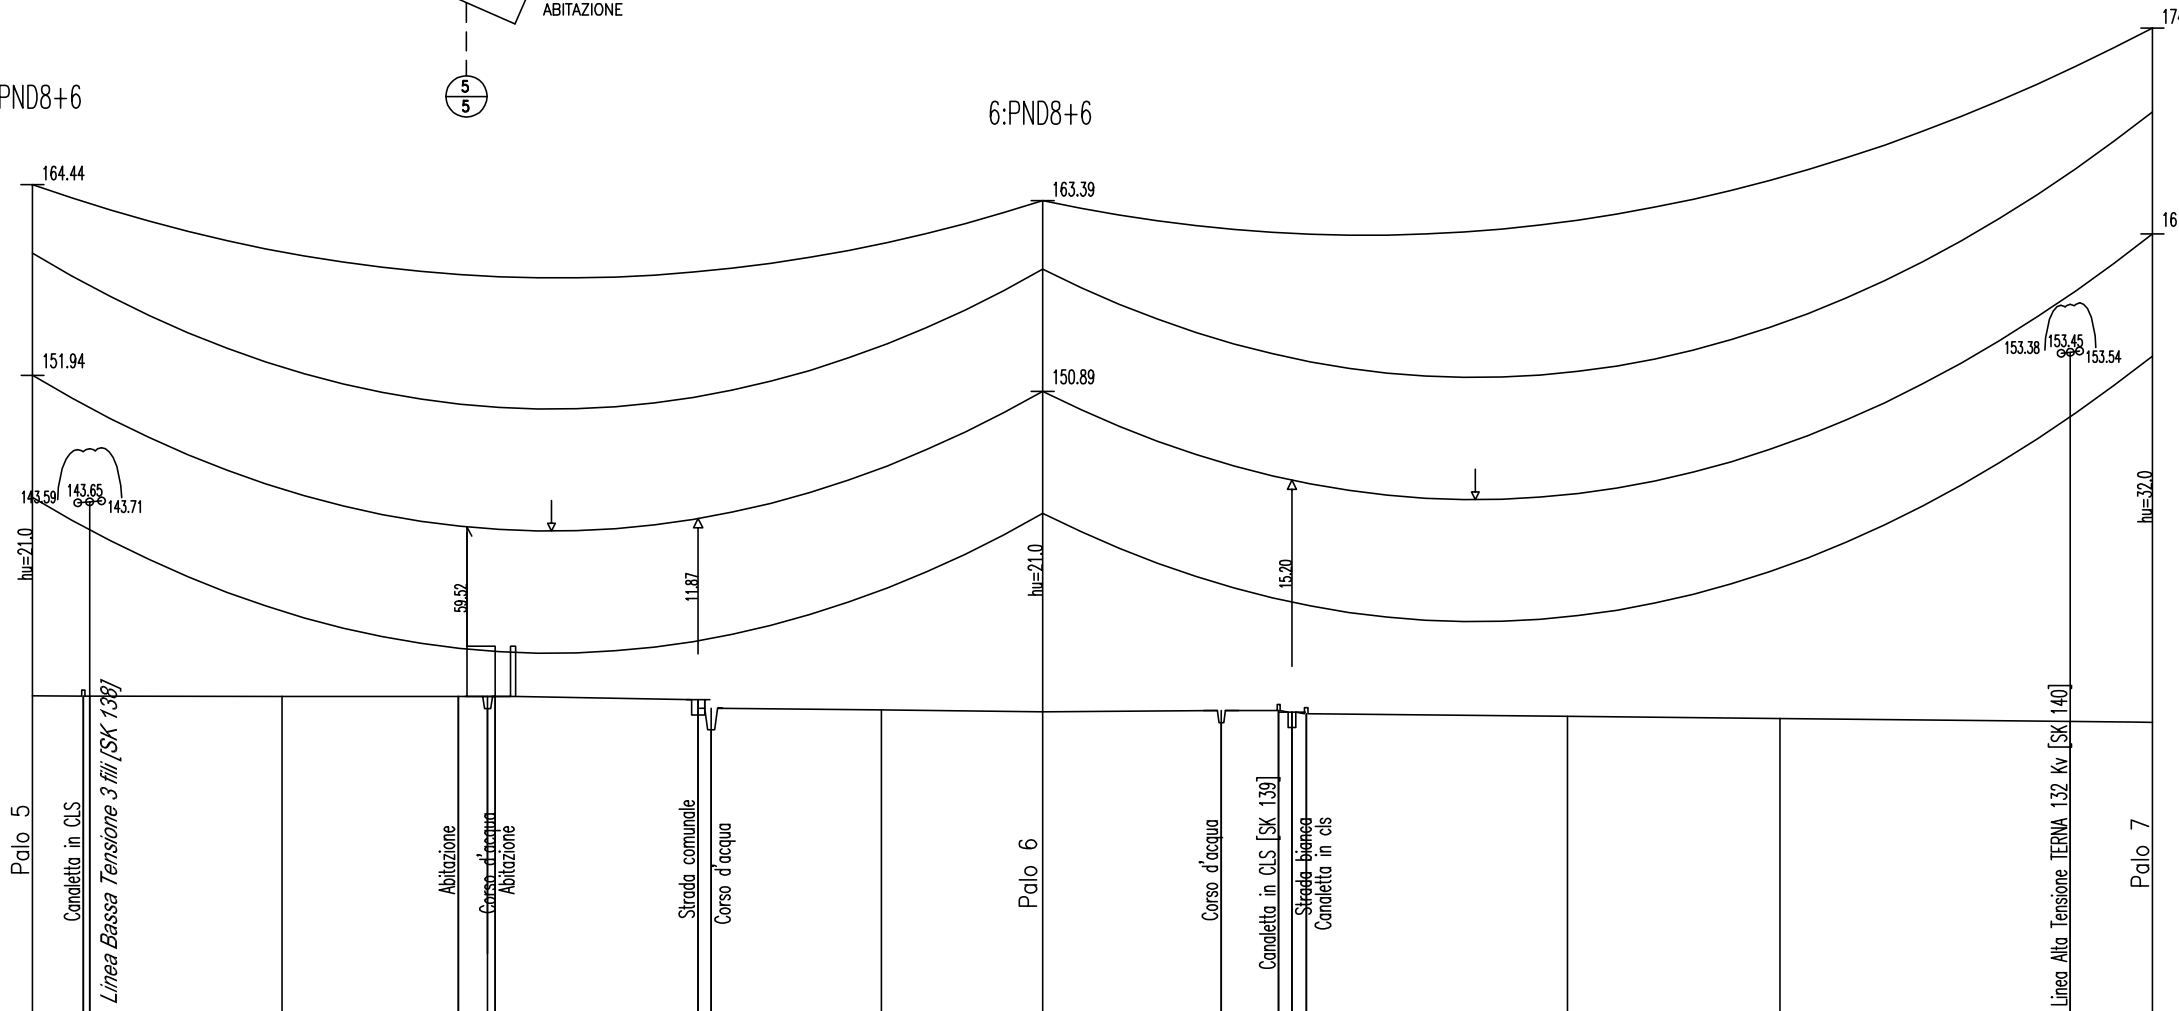 ABITAZIONE
5
5
PND8+6
6:PND8+6
174
164.44
163.39
16
151.94
150.89
153.38
153.45
153.54
143.59
143.65
143.71
hu=21.0
59.52
11.87
hu=21.0
15.20
hu=32.0
Palo 5
Canaletta in CLS
Linea Bassa Tensione 3 fili [SK 138]
Abitazione
Corso d'acqua
Abitazione
Strada comunale
Corso d'acqua
Palo 6
Corso d'acqua
Canaletta in CLS [SK 139]
Strada bianca
Canaletta in cls
Linea Alta Tensione TERNA 132 Kv [SK 140]
Palo 7